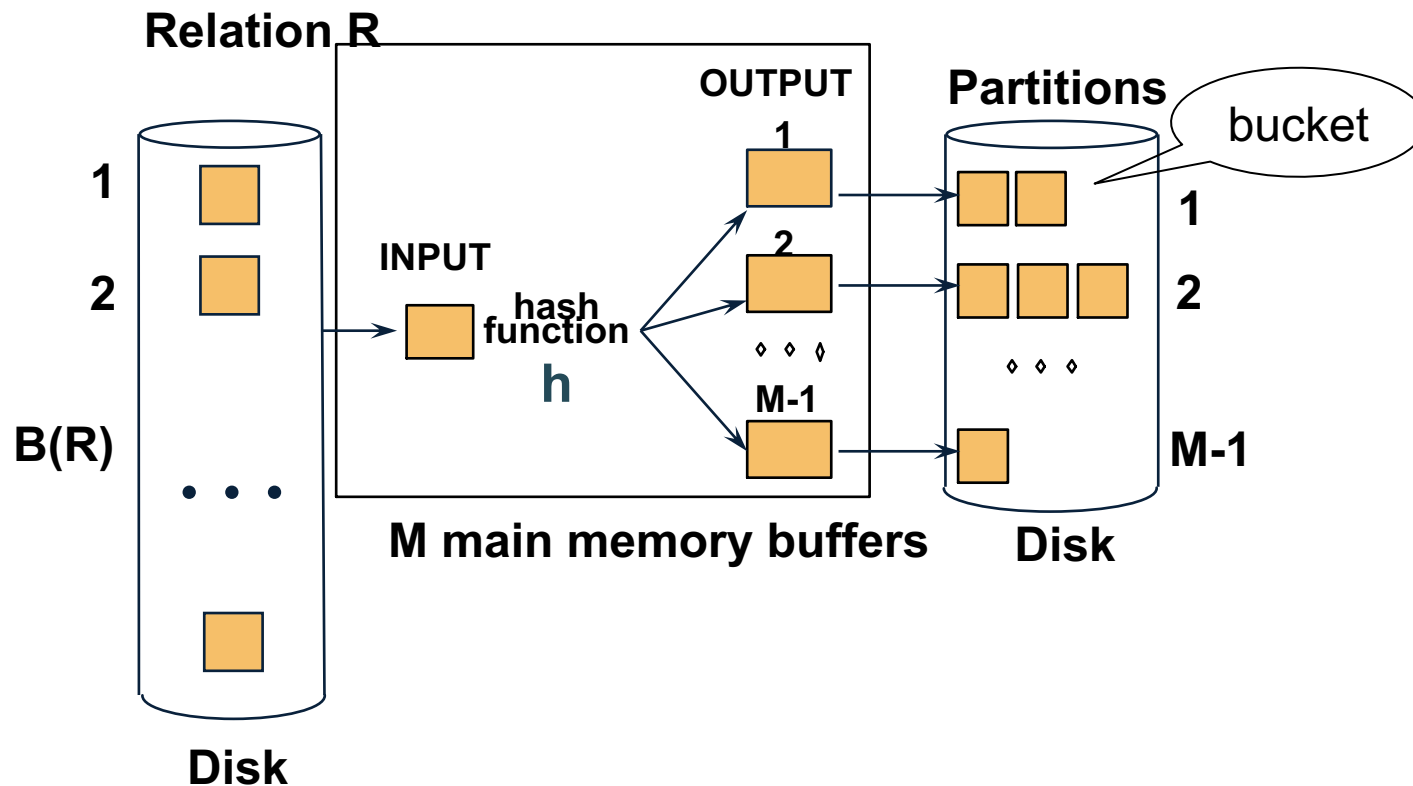 Relation R
OUTPUT
Partitions
bucket
1
1
1
2
INPUT
2
2
hash
function
h
M-1
B(R)
M-1
M main memory buffers
Disk
Disk